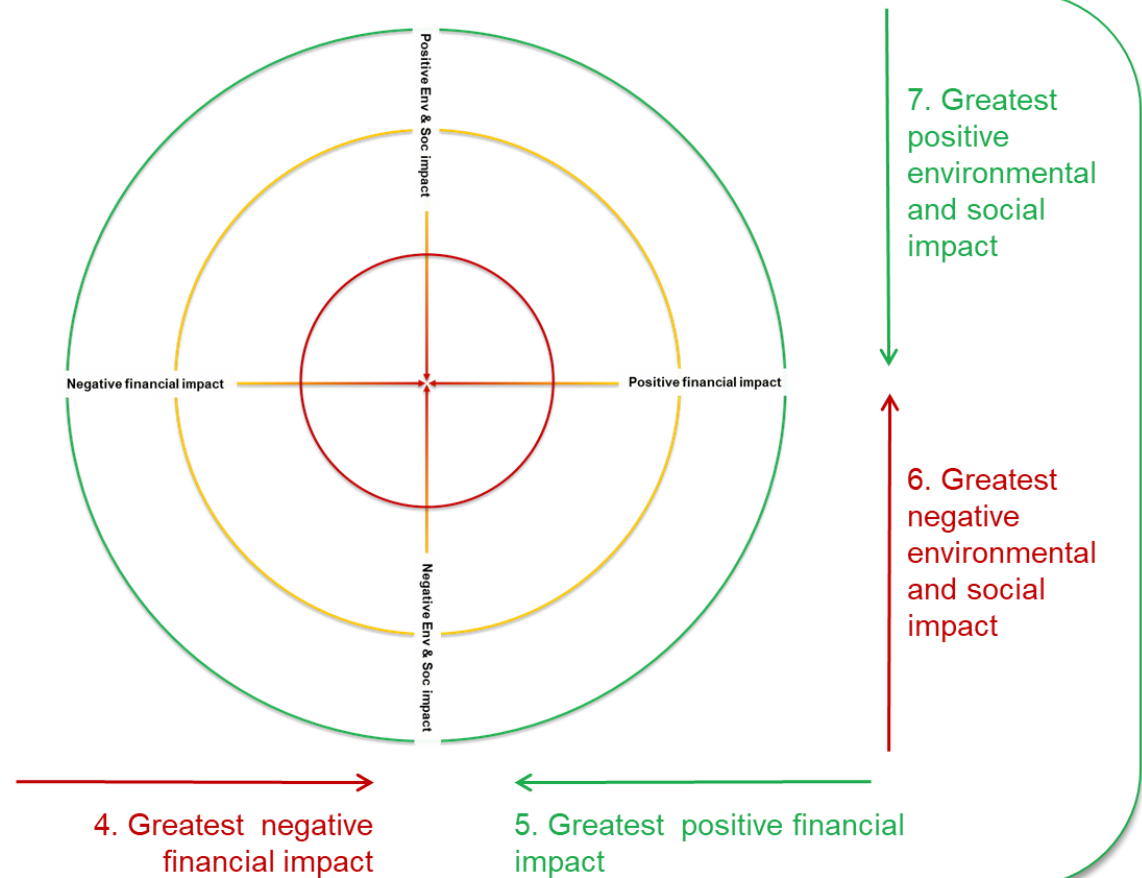 Positive Env & Soc impact
Negative financial impact
Positive financial impact
Negative Env & Soc impact
7. Greatest
positive
environmental
and social
impact
6. Greatest
negative
environmental
and social
impact
4. Greatest negative
financial impact
5. Greatest positive financial
impact